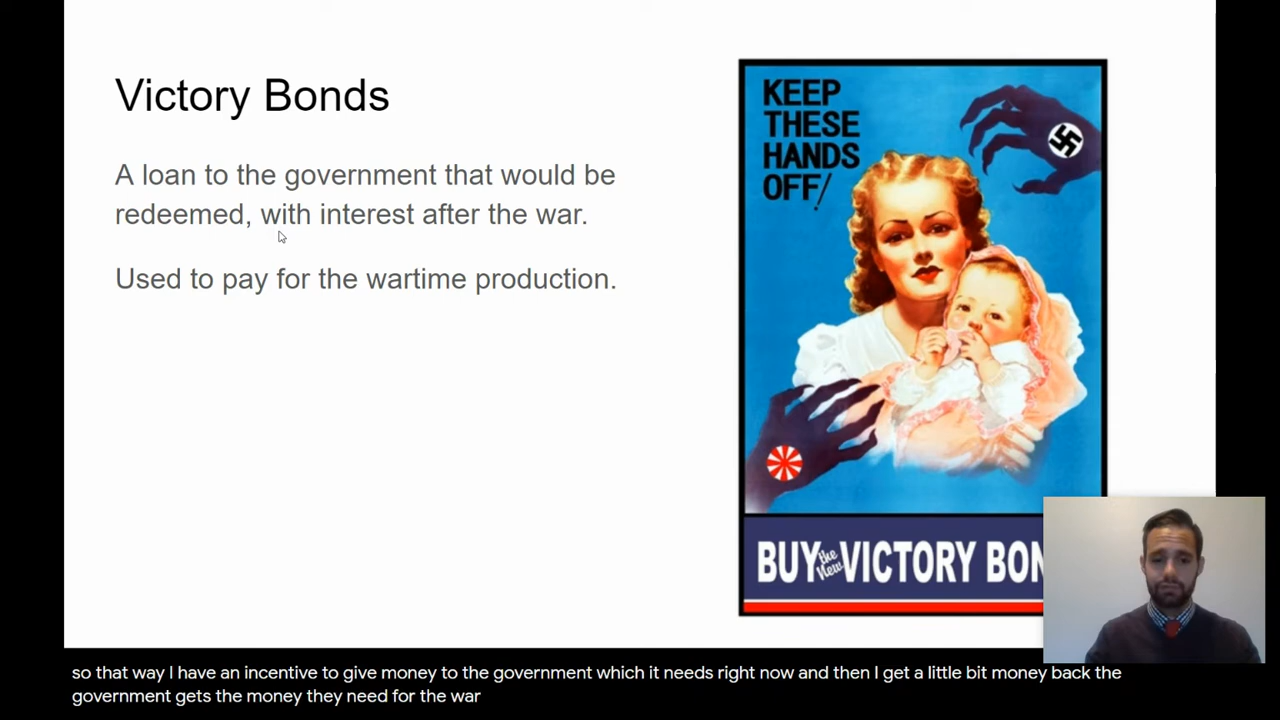 Victory Bonds
A loan to the government that would be
redeemed, with interest after the war.
Used to pay for the wartime production.
KEEP
THESE
HANDS
OFF!
BUY the New VICTORY BON
so that way I have an incentive to give money to the government which it needs right now and then I get a little bit money back the
government gets the money they need for the war